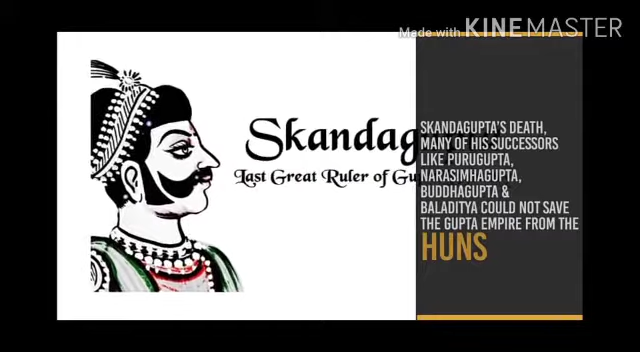 Made with KINEMASTER
Skandag
Last Great Ruler of Gu
SKANDAGUPTA'S DEATH,
MANY OF HIS SUCCESSORS
LIKE PURUGUPTA,
NARASIMHAGUPTA,
BUDDHAGUPTA &
BALADITYA COULD NOT SAVE
THE GUPTA EMPIRE FROM THE
HUNS